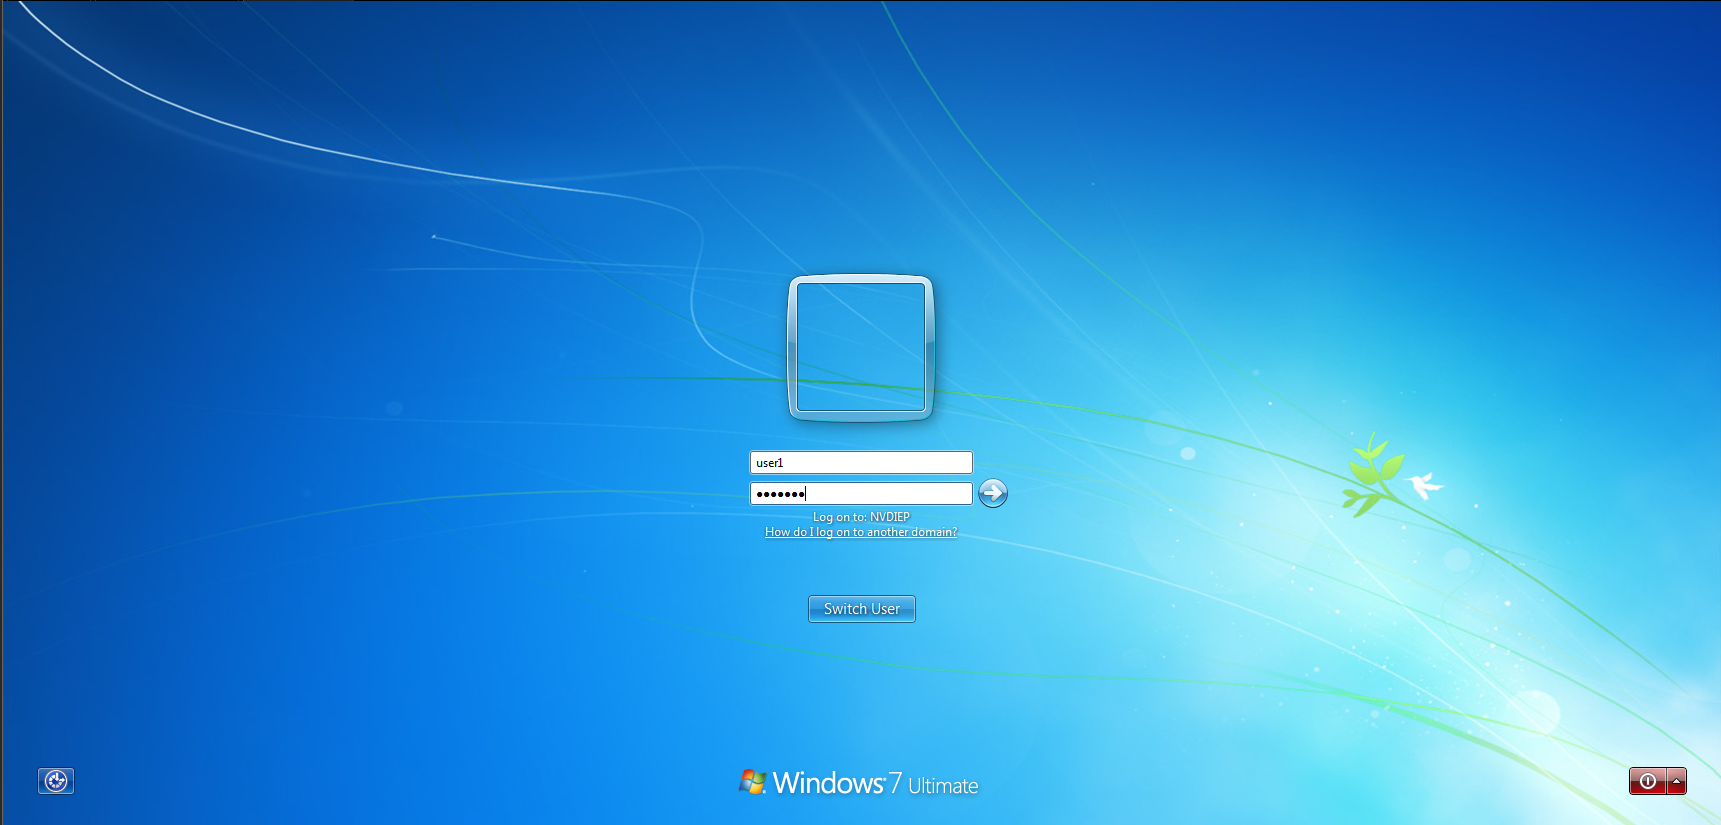 user1
●●●●●●●
Log on to: NVDIEP
How do I log on to another domain?
Switch User
Windows 7 Ultimate